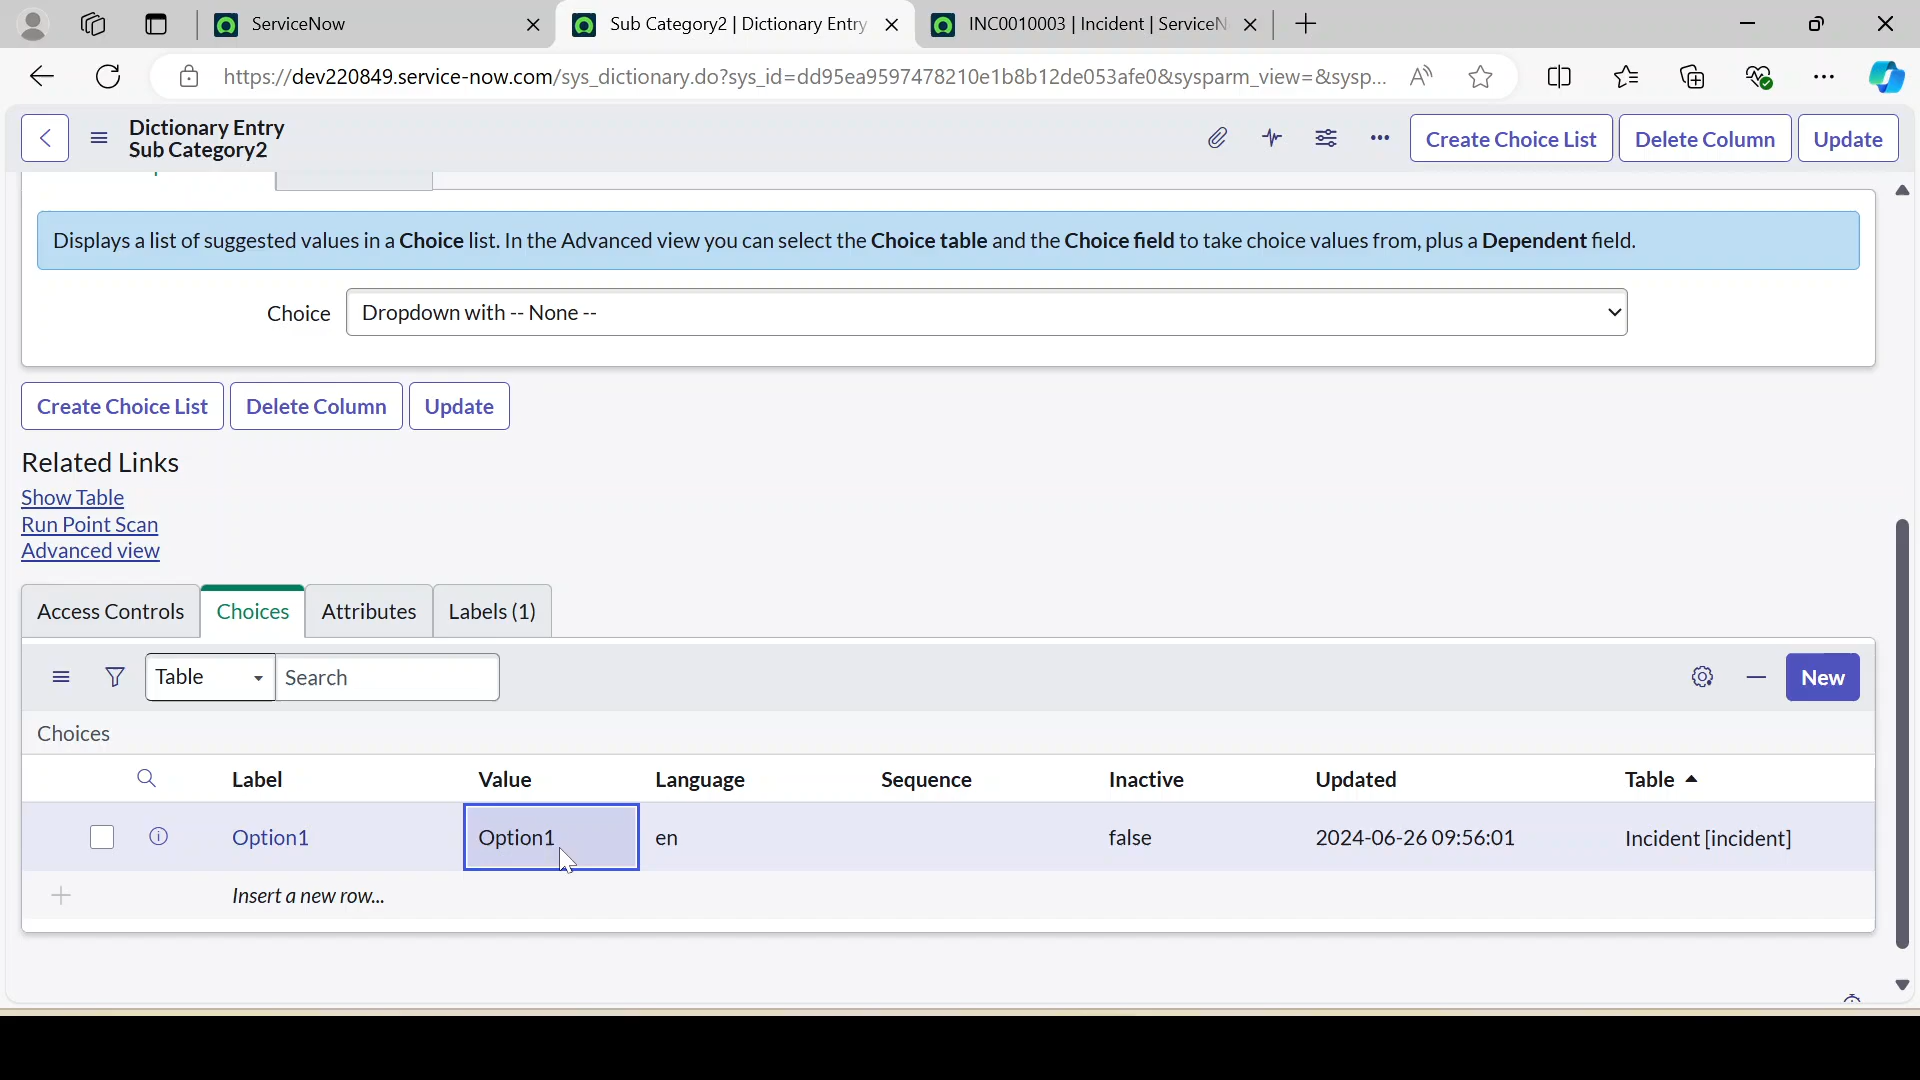 ServiceNow
Sub Category2 | Dictionary Entry
INC0010003 | Incident | ServiceN
https://dev220849.service-now.com/sys_dictionary.do?sys_id=dd95ea9597478210e1b8b12de053afe0&sysparm_view=&sysp...
Dictionary Entry
Sub Category2
Create Choice List
Delete Column
Update
Displays a list of suggested values in a Choice list. In the Advanced view you can select the Choice table and the Choice field to take choice values from, plus a Dependent field.
Choice
Dropdown with -- None --
Create Choice List
Delete Column
Update
Related Links
Show Table
Run Point Scan
Advanced view
Access Controls
Choices
Attributes
Labels (1)
Table
Search
New
Choices
Label Value Language Sequence Inactive Updated Table
Option1 Option1 en false 2024-06-26 09:56:01 Incident [incident]
Insert a new row...